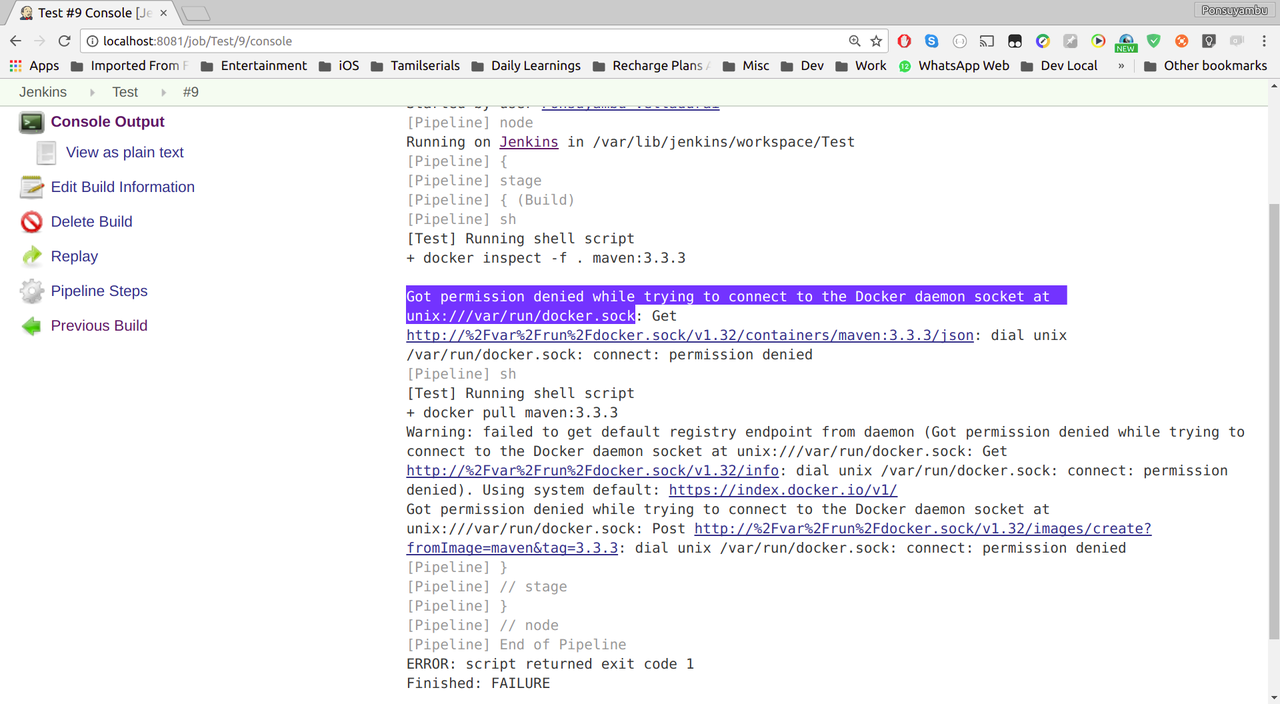 Test #9 Console [Je
Ponsuyambu
localhost:8081/job/Test/9/console
NEW
Apps Imported From F Entertainment iOS Tamilserials Daily Learnings Recharge Plans A Misc Dev Work WhatsApp Web Dev Local » Other bookmarks
Jenkins Test #9
Console Output
View as plain text
Edit Build Information
Delete Build
Replay
Pipeline Steps
Previous Build
Started by user
[Pipeline] node
Running on Jenkins in /var/lib/jenkins/workspace/Test
[Pipeline] {
[Pipeline] stage
[Pipeline] { (Build)
[Pipeline] sh
[Test] Running shell script
+ docker inspect -f . maven:3.3.3
Got permission denied while trying to connect to the Docker daemon socket at
unix:///var/run/docker.sock: Get
http://%2Fvar%2Frun%2Fdocker.sock/v1.32/containers/maven:3.3.3/json: dial unix
/var/run/docker.sock: connect: permission denied
[Pipeline] sh
[Test] Running shell script
+ docker pull maven:3.3.3
Warning: failed to get default registry endpoint from daemon (Got permission denied while trying to
connect to the Docker daemon socket at unix:///var/run/docker.sock: Get
http://%2Fvar%2Frun%2Fdocker.sock/v1.32/info: dial unix /var/run/docker.sock: connect: permission
denied). Using system default: https://index.docker.io/v1/
Got permission denied while trying to connect to the Docker daemon socket at
unix:///var/run/docker.sock: Post http://%2Fvar%2Frun%2Fdocker.sock/v1.32/images/create?
fromImage=maven&tag=3.3.3: dial unix /var/run/docker.sock: connect: permission denied
[Pipeline] }
[Pipeline] // stage
[Pipeline] }
[Pipeline] // node
[Pipeline] End of Pipeline
ERROR: script returned exit code 1
Finished: FAILURE